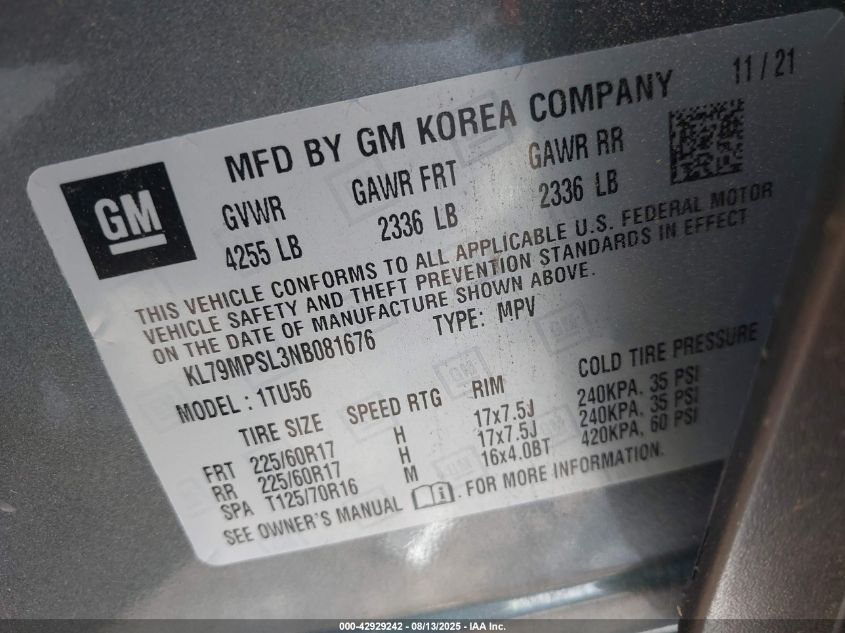 11 / 21
MFD BY GM KOREA COMPANY
GM
GVWR GAWR FRT GAWR RR
4255 LB 2336 LB 2336 LB
THIS VEHICLE CONFORMS TO ALL APPLICABLE U.S. FEDERAL MOTOR
VEHICLE SAFETY AND THEFT PREVENTION STANDARDS IN EFFECT
ON THE DATE OF MANUFACTURE SHOWN ABOVE.
KL79MPSL3NB081676 TYPE: MPV
MODEL : 1TU56
TIRE SIZE SPEED RTG RIM COLD TIRE PRESSURE
FRT 225/60R17 H 17x7.5J 240KPA, 35 PSI
RR 225/60R17 H 17x7.5J 240KPA, 35 PSI
SPA T125/70R16 M 16x4.0BT 420KPA, 60 PSI
SEE OWNER'S MANUAL . FOR MORE INFORMATION.
000-42929242 - 08/13/2025 - IAA Inc.